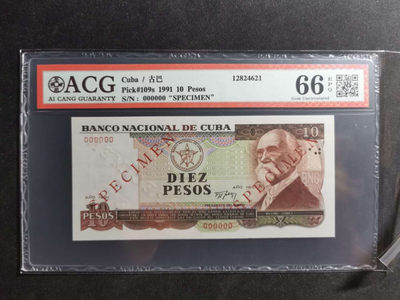 ACG
AI CANG GUARANTY
Cuba / 古巴 12824621
Pick#109s 1991 10 Pesos
S/N: 000000 "SPECIMEN"
66 EPQ
Gem Uncirculated
BANCO NACIONAL DE CUBA
10
000000
SPECIMEN
SPECIMEN
DIEZ
PESOS
AÑO
10
PESOS
000000